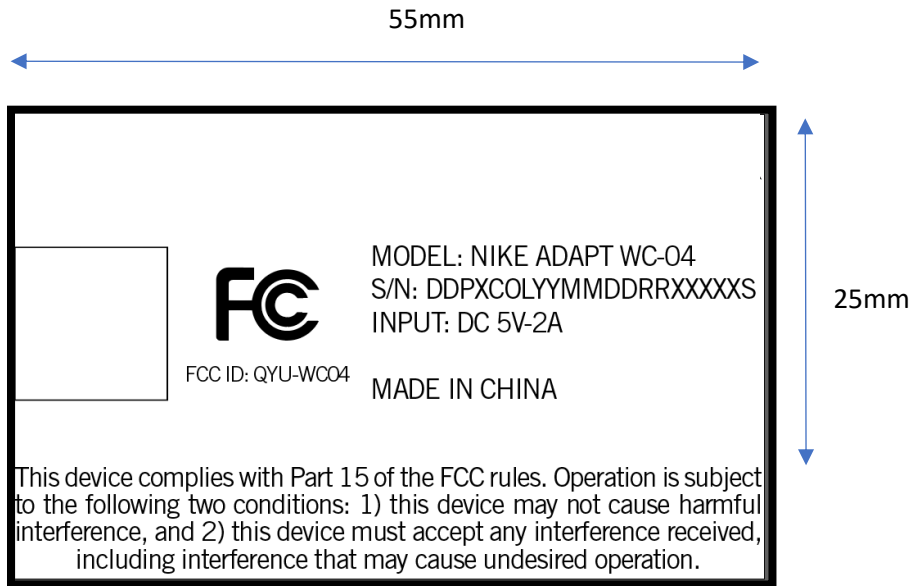 55mm
25mm
FC
FCC ID: QYU-WC04
MODEL: NIKE ADAPT WC-04
S/N: DDPXCOLYYMMDDRRXXXXXS
INPUT: DC 5V-2A
MADE IN CHINA
This device complies with Part 15 of the FCC rules. Operation is subject
to the following two conditions: 1) this device may not cause harmful
interference, and 2) this device must accept any interference received,
including interference that may cause undesired operation.